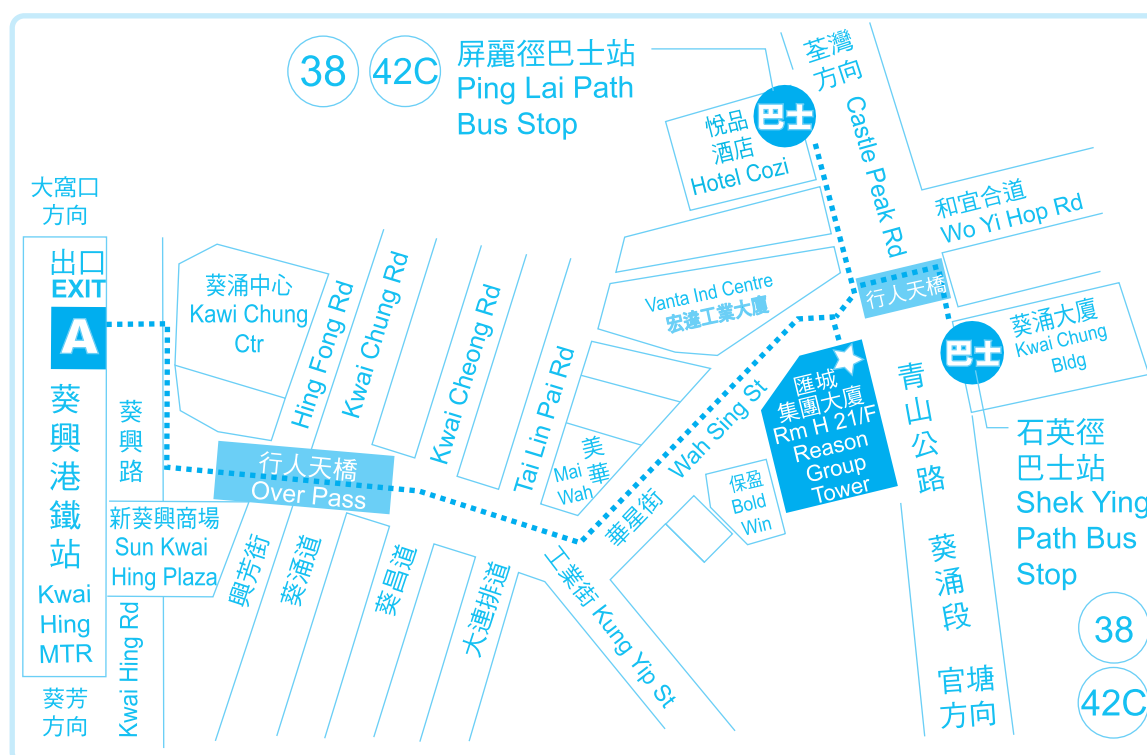 38
42C
屏麗徑巴士站
Ping Lai Path
Bus Stop
荃灣
方向
巴士
Castle Peak Rd
悅品
酒店
Hotel Cozi
和宜合道
Wo Yi Hop Rd
大窩口
方向
出口
EXIT
A
葵興港鐵站
Kwai
Hing
MTR
葵芳
方向
葵興路
Kwai Hing Rd
葵涌中心
Kawi Chung
Ctr
Hing Fong Rd
Kwai Chung Rd
Kwai Cheong Rd
Tai Lin Pai Rd
Vanta Ind Centre
宏達工業大廈
行人天橋
行人天橋
Over Pass
新葵興商場
Sun Kwai
Hing Plaza
興芳街
葵涌道
葵昌道
大連排道
工業街 Kung Yip St
美華
Mai
Wah
華星街
Wah Sing St
保盈
Bold
Win
匯城
集團大廈
Rm H 21/F
Reason
Group
Tower
青山公路
葵涌段
官塘
方向
巴士
葵涌大廈
Kwai Chung
Bldg
石英徑
巴士站
Shek Ying
Path Bus
Stop
38
42C